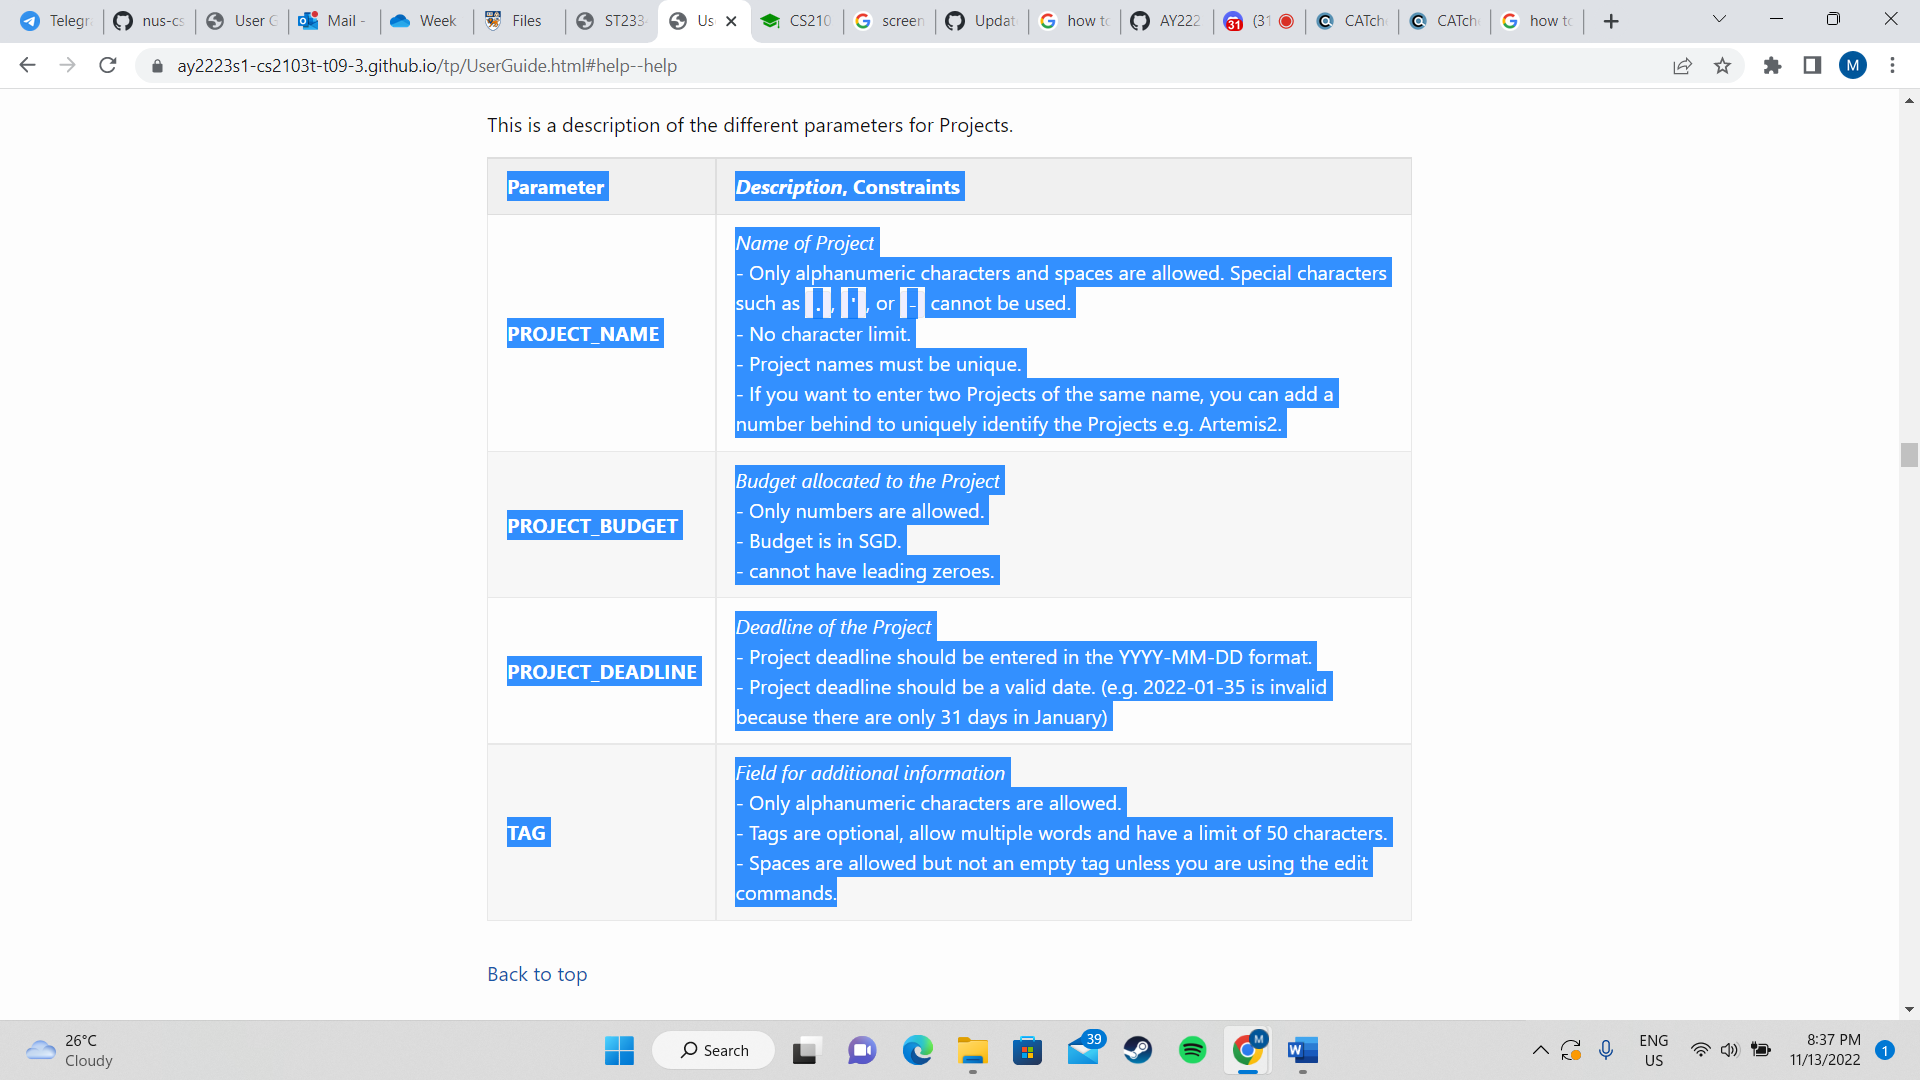 Telegra
nus-cs
User G
Mail -
Week
Files
ST233
Us
CS210
screen
Updat
how to
AY222
(31
CATch
CATch
how to
ay2223s1-cs2103t-t09-3.github.io/tp/UserGuide.html#help--help
M
This is a description of the different parameters for Projects.
Parameter
Description, Constraints
PROJECT_NAME
Name of Project
- Only alphanumeric characters and spaces are allowed. Special characters
such as ., ', or - cannot be used.
- No character limit.
- Project names must be unique.
- If you want to enter two Projects of the same name, you can add a
number behind to uniquely identify the Projects e.g. Artemis2.
PROJECT_BUDGET
Budget allocated to the Project
- Only numbers are allowed.
- Budget is in SGD.
- cannot have leading zeroes.
PROJECT_DEADLINE
Deadline of the Project
- Project deadline should be entered in the YYYY-MM-DD format.
- Project deadline should be a valid date. (e.g. 2022-01-35 is invalid
because there are only 31 days in January)
TAG
Field for additional information
- Only alphanumeric characters are allowed.
- Tags are optional, allow multiple words and have a limit of 50 characters.
- Spaces are allowed but not an empty tag unless you are using the edit
commands.
Back to top
26°C
Cloudy
Search
39
M
W
ENG
US
8:37 PM
11/13/2022
1